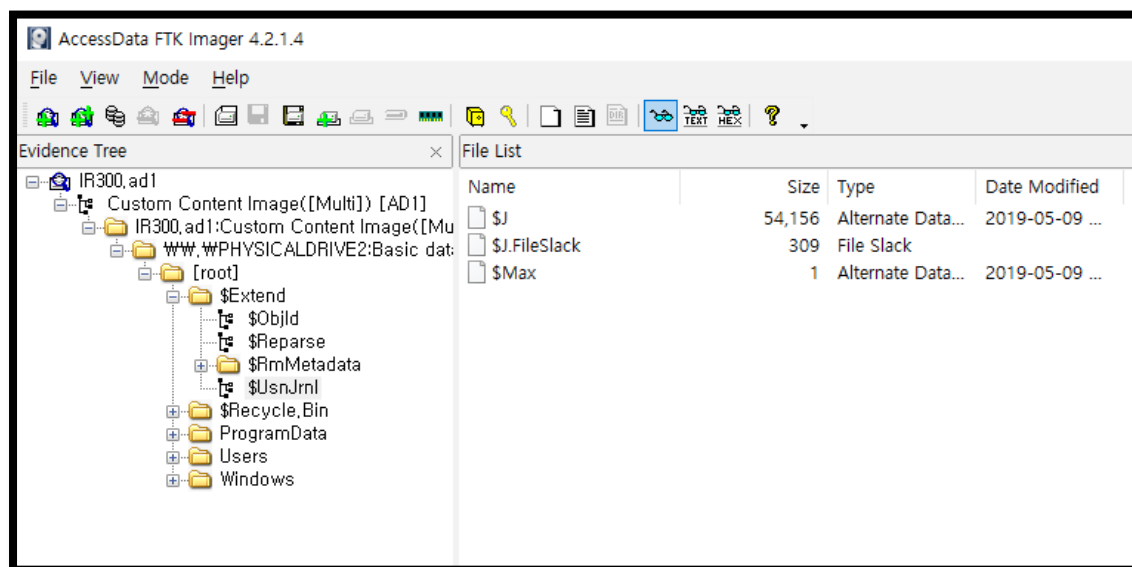 AccessData FTK Imager 4.2.1.4
File View Mode Help
TEXT HEX
Evidence Tree
IR300,ad1
Custom Content Image([Multi]) [AD1]
IR300,ad1:Custom Content Image([Mu
₩₩,₩PHYSICALDRIVE2:Basic dat
[root]
$Extend
$ObjId
$Reparse
$RmMetadata
$UsnJrnl
$Recycle,Bin
ProgramData
Users
Windows
File List
Name Size Type Date Modified
$J 54,156 Alternate Data... 2019-05-09 ...
$J.FileSlack 309 File Slack
$Max 1 Alternate Data... 2019-05-09 ...